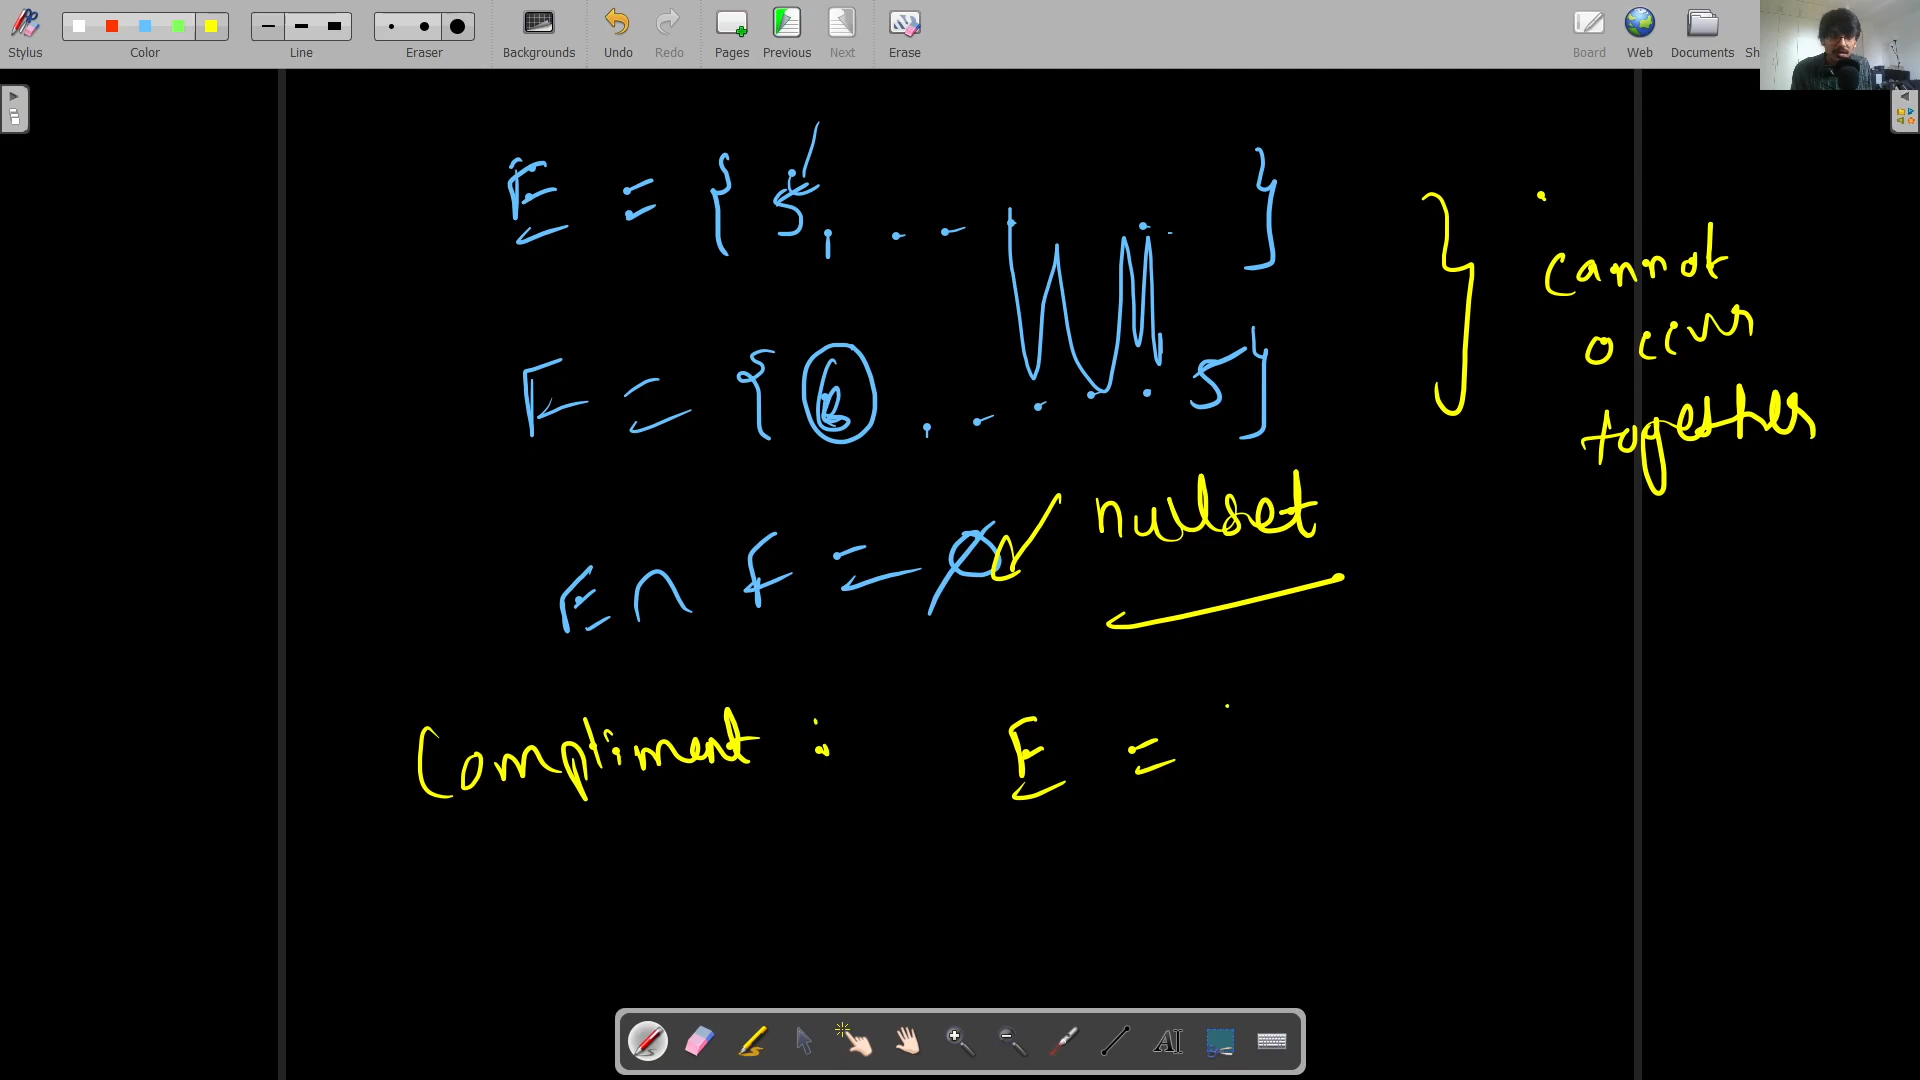 Stylus Color Line Eraser Backgrounds Undo Redo Pages Previous Next Erase Board Web Documents Sh
E = { 5, . . . . . }
F = { 6 , . . . . . 5 }
cannot
occur
together
E ∩ F = ∅ nullset
Compliment : E =